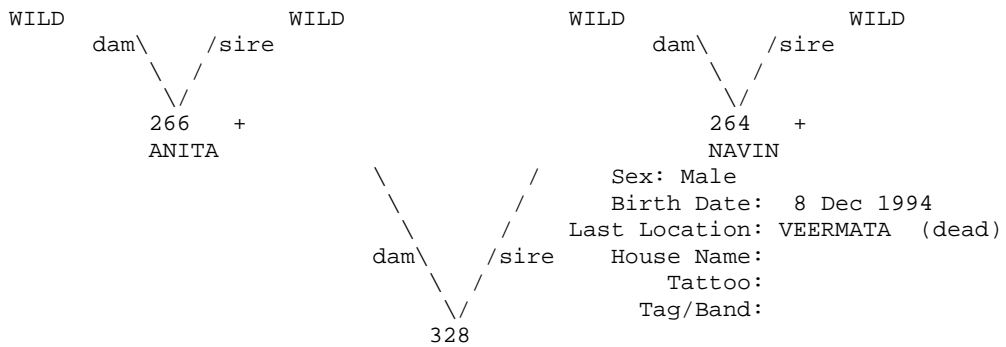 WILD WILD WILD WILD
dam\ /sire dam\ /sire
\ / \ /
\/ \/
266 + 264 +
ANITA NAVIN
\ / Sex: Male
\ / Birth Date: 8 Dec 1994
\ / Last Location: VEERMATA (dead)
dam\ /sire House Name:
\ / Tattoo:
\/ Tag/Band:
328